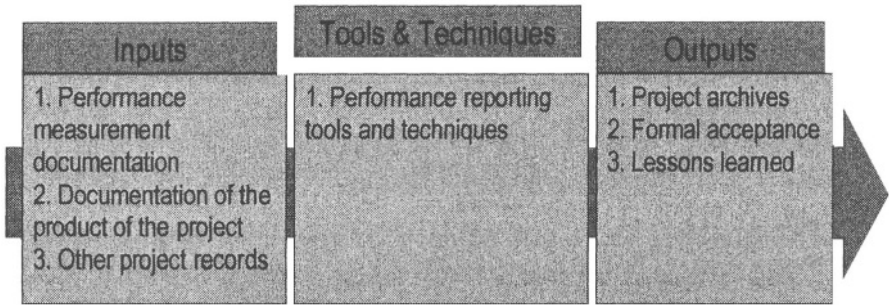 Inputs
1. Performance
measurement
documentation
2. Documentation of the
product of the project
3. Other project records
Tools & Techniques
1. Performance reporting
tools and techniques
Outputs
1. Project archives
2. Formal acceptance
3. Lessons learned